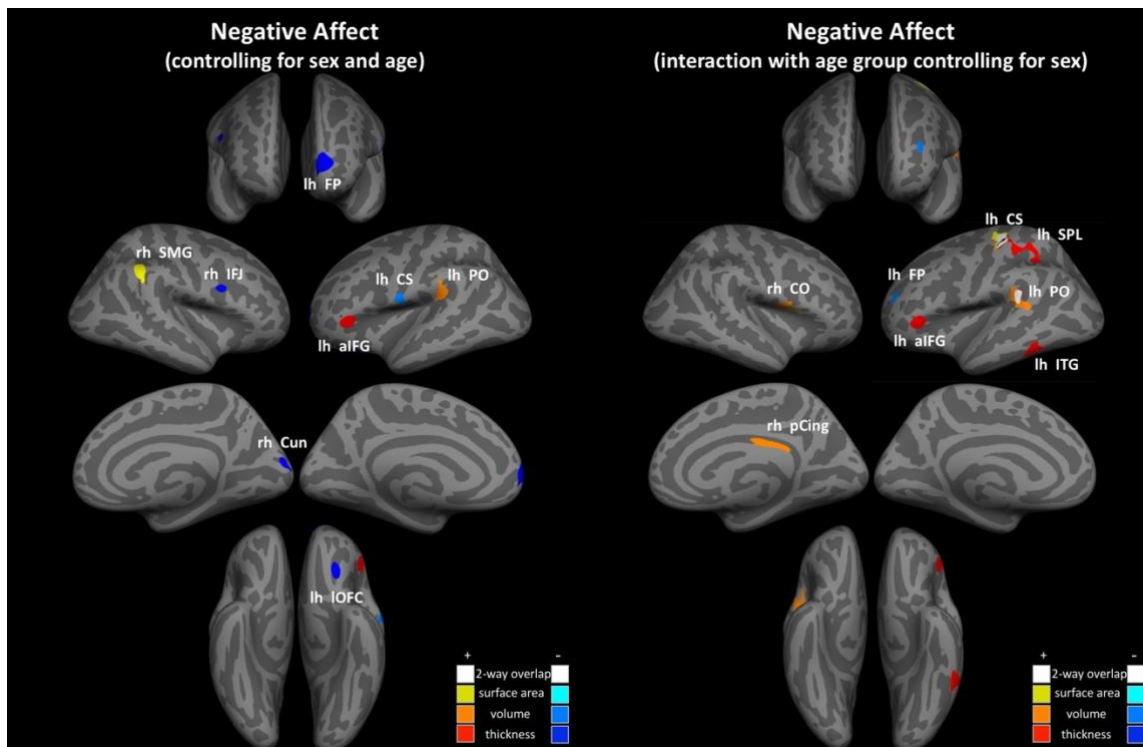 Negative Affect
(controlling for sex and age)
lh FP
rh SMG
rh IFJ
lh CS
lh PO
lh aIFG
rh Cun
lh lOFC
+ -
2-way overlap
surface area
volume
thickness
Negative Affect
(interaction with age group controlling for sex)
lh CS
lh SPL
lh FP
rh CO
lh PO
lh aIFG
lh ITG
rh pCing
+ -
2-way overlap
surface area
volume
thickness